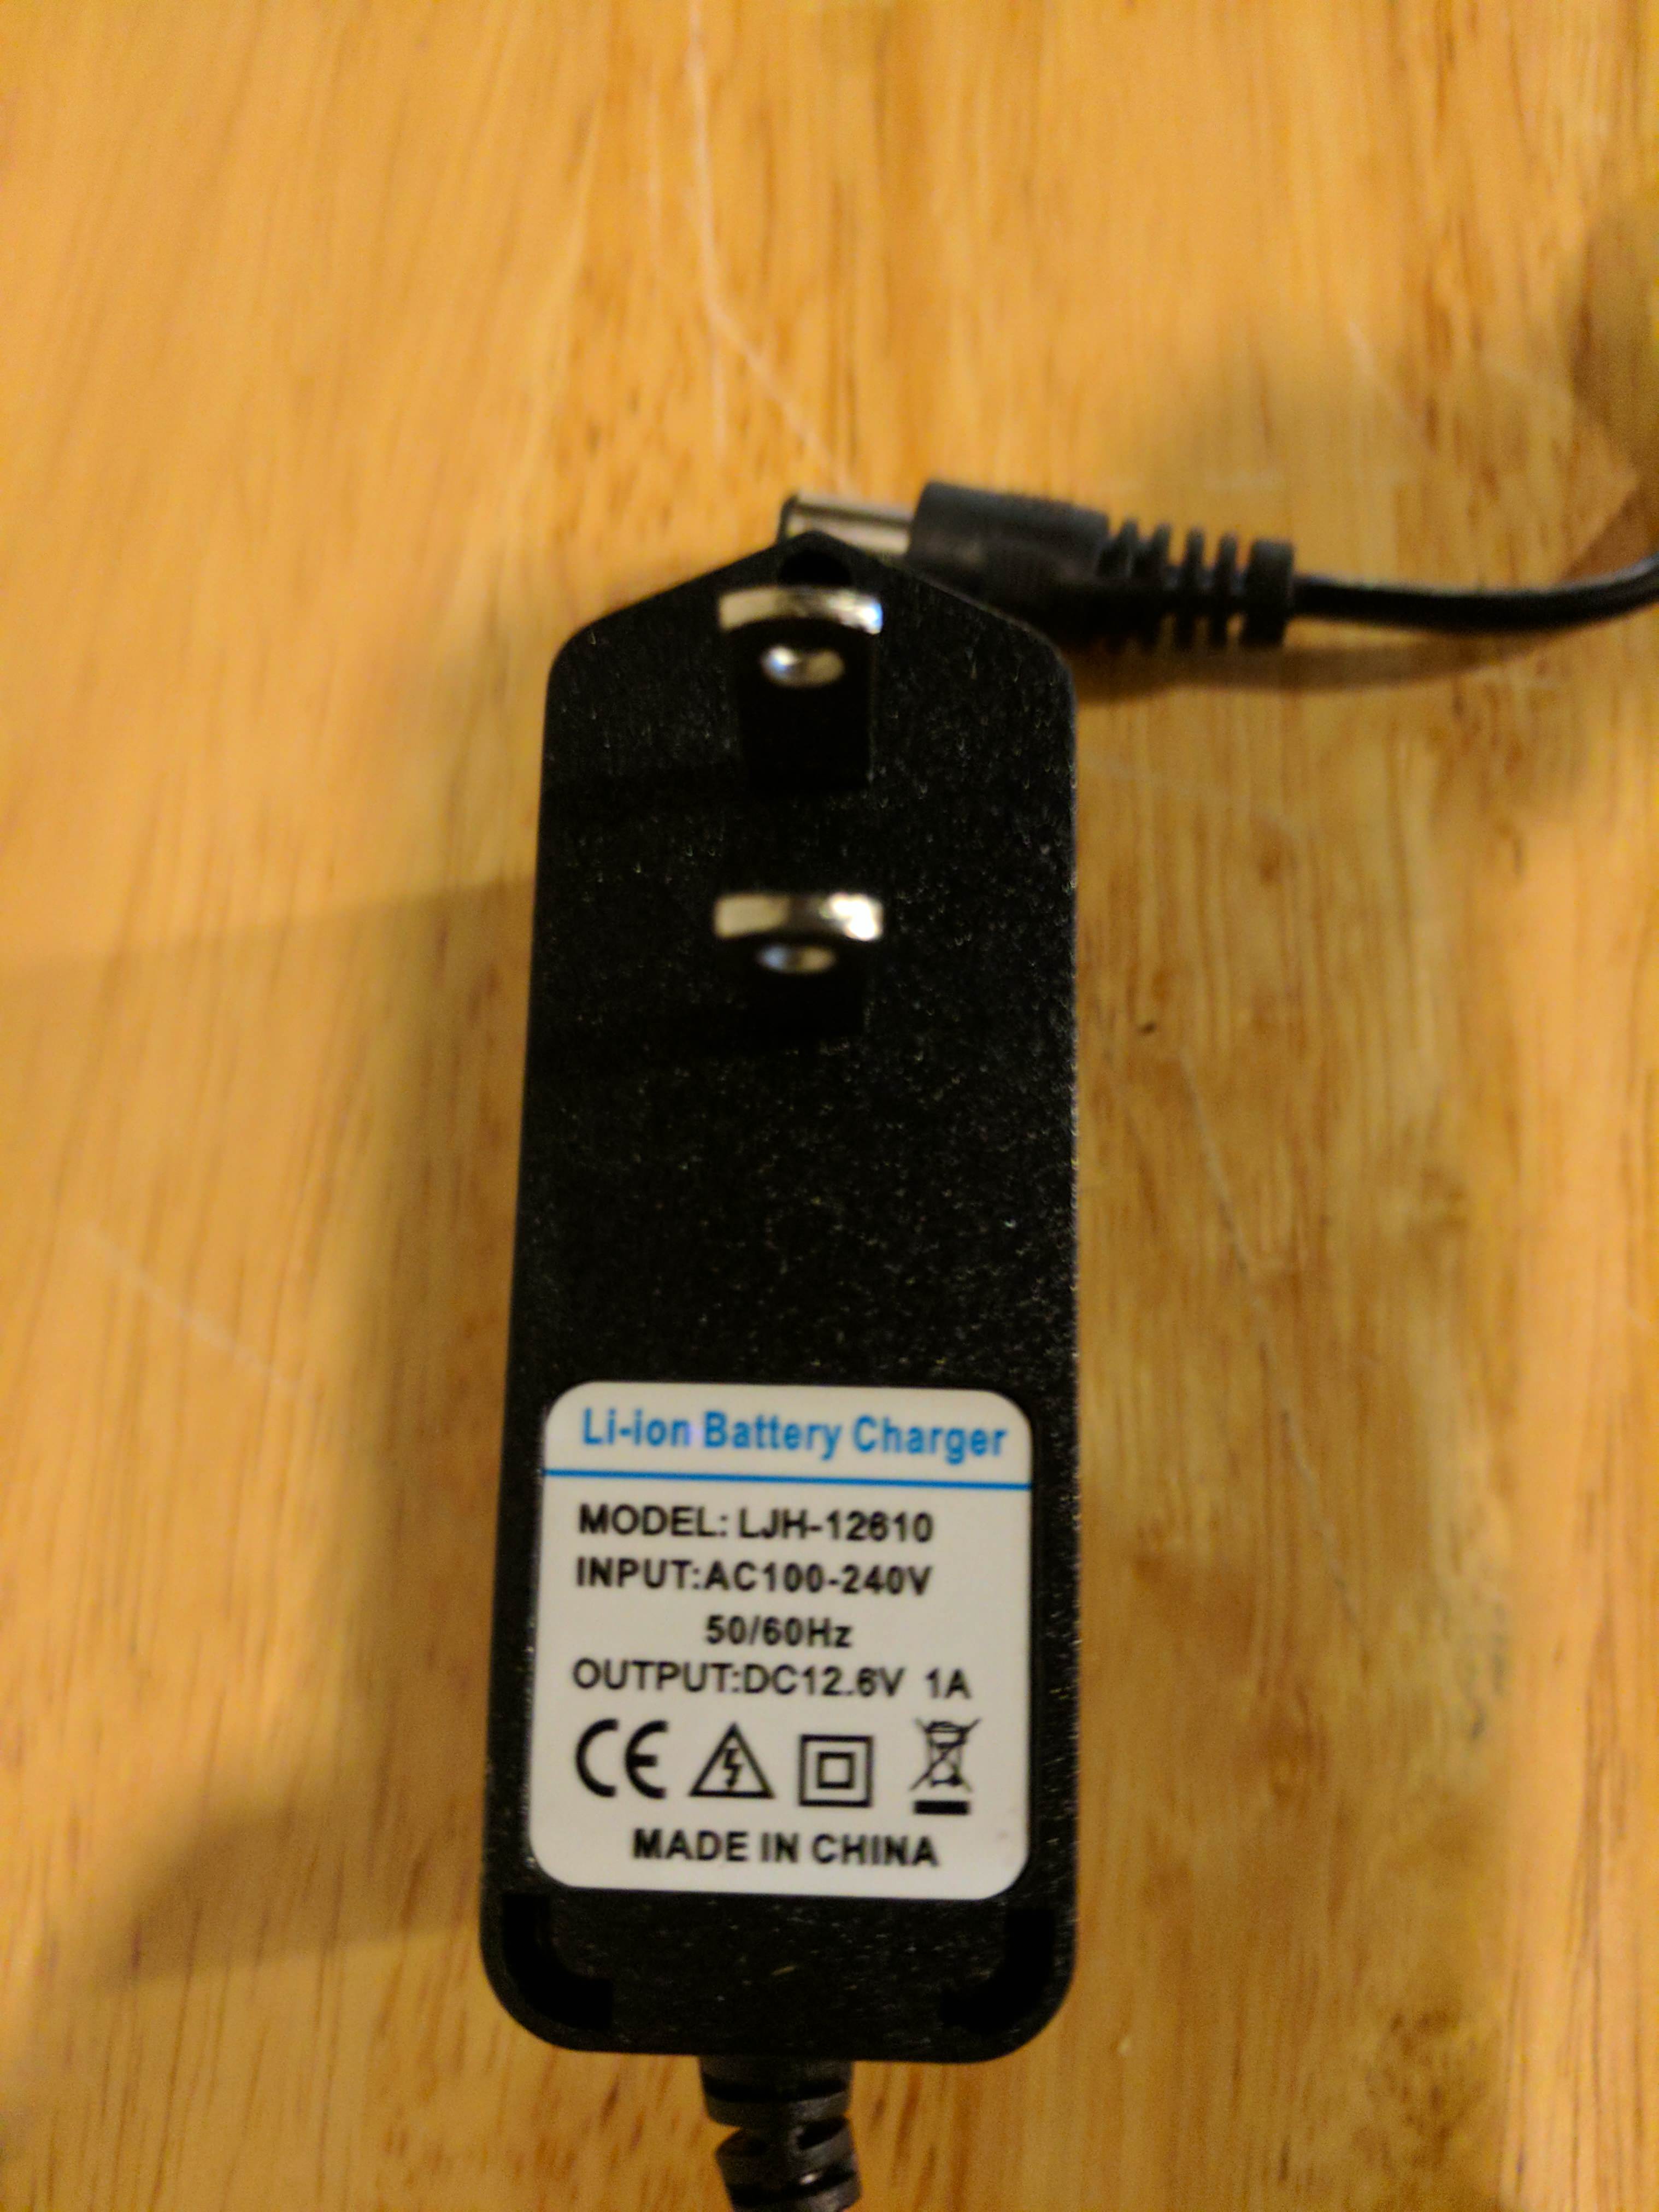 Li-ion Battery Charger
MODEL: LJH-12610
INPUT:AC100-240V
50/60Hz
OUTPUT:DC12.6V 1A
CE
MADE IN CHINA